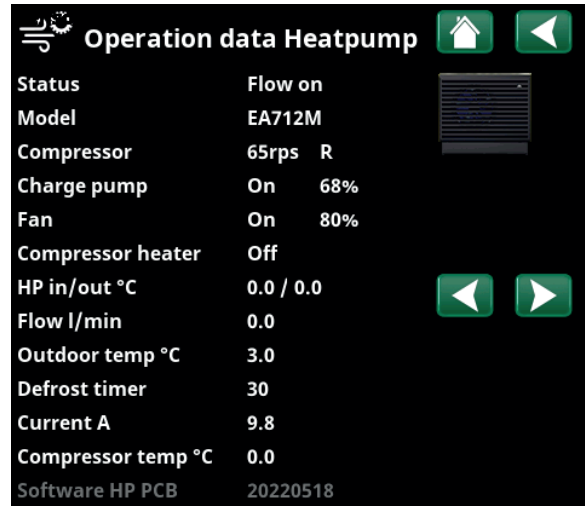 Operation data Heatpump
Status Flow on
Model EA712M
Compressor 65rps R
Charge pump On 68%
Fan On 80%
Compressor heater Off
HP in/out °C 0.0 / 0.0
Flow l/min 0.0
Outdoor temp °C 3.0
Defrost timer 30
Current A 9.8
Compressor temp °C 0.0
Software HP PCB 20220518